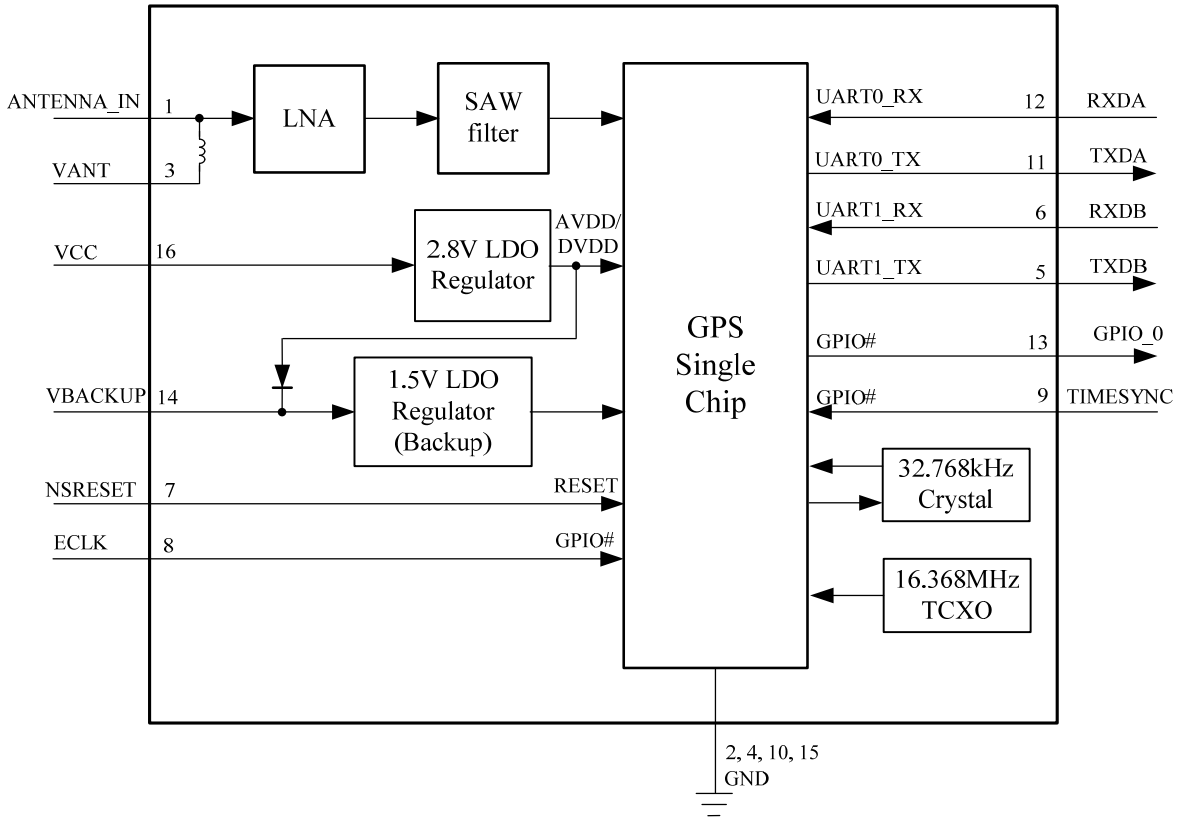 ANTENNA_IN
1
VANT
3
LNA
SAW
filter
VCC
16
2.8V LDO
Regulator
AVDD/
DVDD
VBACKUP
14
1.5V LDO
Regulator
(Backup)
NSRESET
7
RESET
ECLK
8
GPIO#
GPS
Single
Chip
UART0_RX
12
RXDA
UART0_TX
11
TXDA
UART1_RX
6
RXDB
UART1_TX
5
TXDB
GPIO#
13
GPIO_0
GPIO#
9
TIMESYNC
32.768kHz
Crystal
16.368MHz
TCXO
2, 4, 10, 15
GND